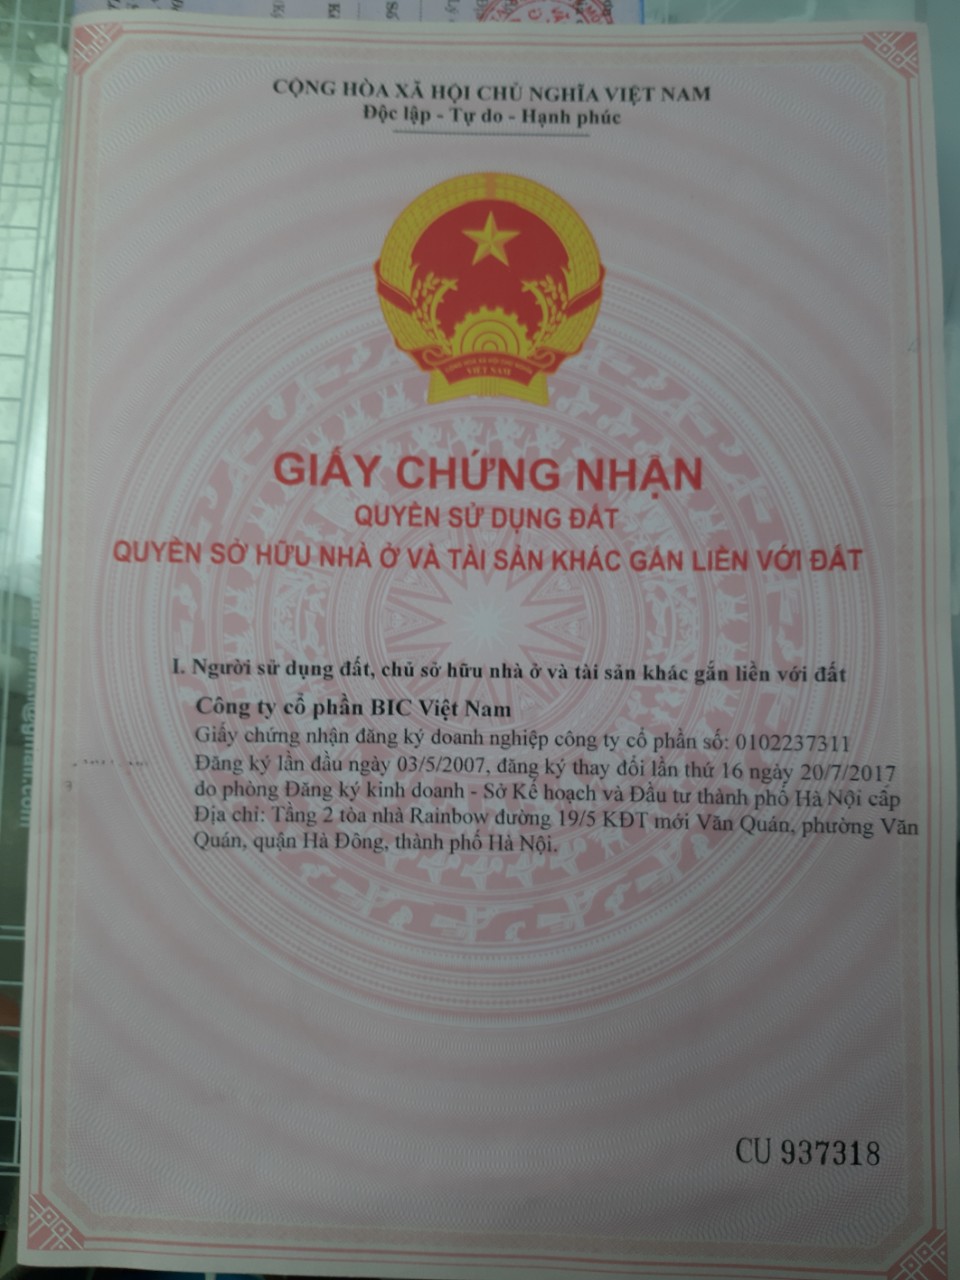 CỘNG HÒA XÃ HỘI CHỦ NGHĨA VIỆT NAM
Độc lập - Tự do - Hạnh phúc
VIỆT NAM
GIẤY CHỨNG NHẬN
QUYỀN SỬ DỤNG ĐẤT
QUYỀN SỞ HỮU NHÀ Ở VÀ TÀI SẢN KHÁC GẮN LIỀN VỚI ĐẤT
I. Người sử dụng đất, chủ sở hữu nhà ở và tài sản khác gắn liền với đất
Công ty cổ phần BIC Việt Nam
Giấy chứng nhận đăng ký doanh nghiệp công ty cổ phần số: 0102237311
Đăng ký lần đầu ngày 03/5/2007, đăng ký thay đổi lần thứ 16 ngày 20/7/2017
do phòng Đăng ký kinh doanh - Sở Kế hoạch và Đầu tư thành phố Hà Nội cấp
Địa chỉ: Tầng 2 tòa nhà Rainbow đường 19/5 KĐT mới Văn Quán, phường Văn
Quán, quận Hà Đông, thành phố Hà Nội.
CU 937318